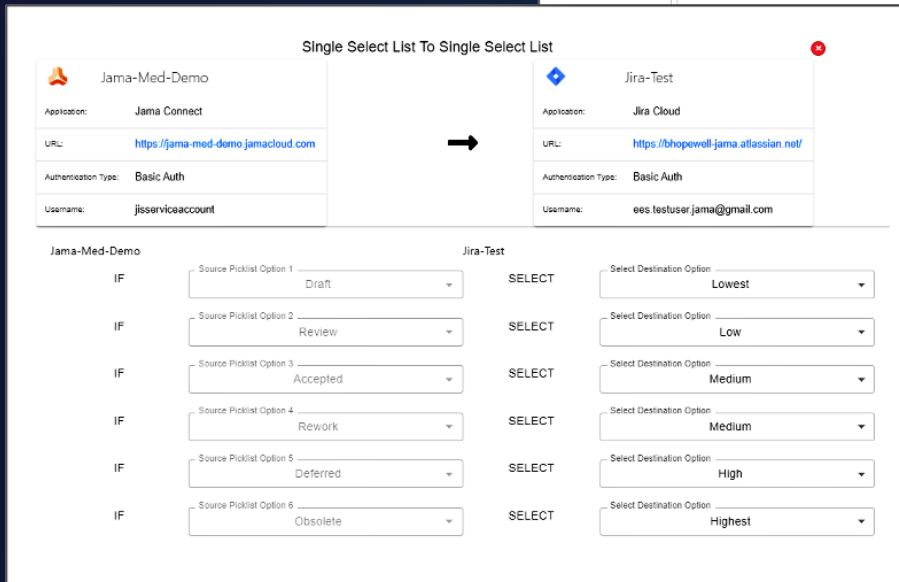 Single Select List To Single Select List
Jama-Med-Demo
Application: Jama Connect
URL: https://jama-med-demo.jamacloud.com
Authentication Type: Basic Auth
Username: jisserviceaccount
Jira-Test
Application: Jira Cloud
URL: https://bhopewell-jama.atlassian.net/
Authentication Type: Basic Auth
Username: ees.testuser.jama@gmail.com
Jama-Med-Demo Jira-Test
Source Picklist Option 1 Select Destination Option
IF Draft SELECT Lowest
Source Picklist Option 2 Select Destination Option
IF Review SELECT Low
Source Picklist Option 3 Select Destination Option
IF Accepted SELECT Medium
Source Picklist Option 4 Select Destination Option
IF Rework SELECT Medium
Source Picklist Option 5 Select Destination Option
IF Deferred SELECT High
Source Picklist Option 6 Select Destination Option
IF Obsolete SELECT Highest